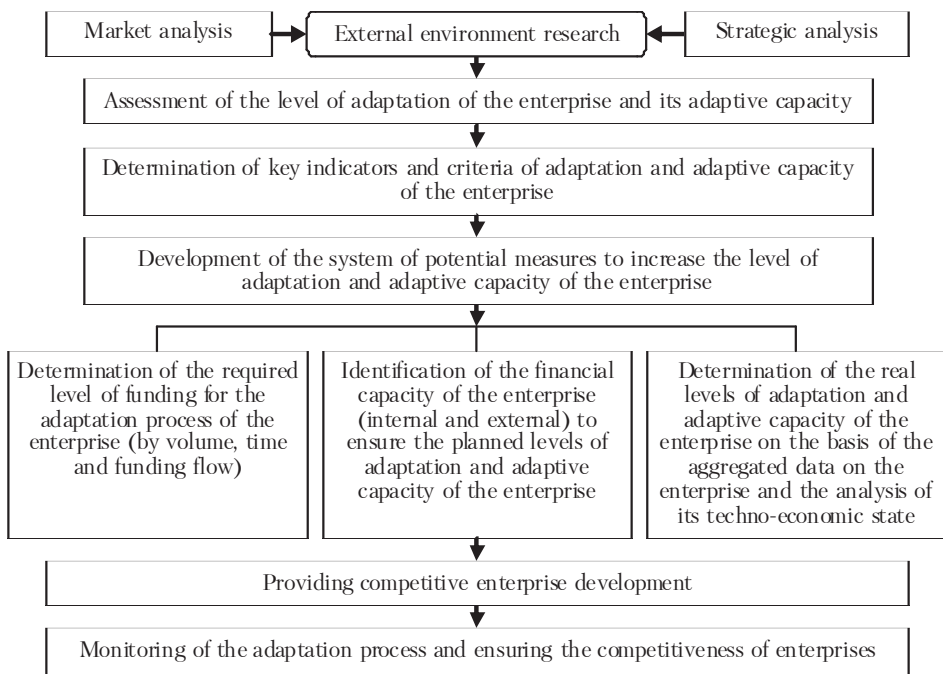 Market analysis
External environment research
Strategic analysis
Assessment of the level of adaptation of the enterprise and its adaptive capacity
Determination of key indicators and criteria of adaptation and adaptive capacity
of the enterprise
Development of the system of potential measures to increase the level of
adaptation and adaptive capacity of the enterprise
Determination of the required
level of funding for the
adaptation process of the
enterprise (by volume, time
and funding flow)
Identification of the financial
capacity of the enterprise
(internal and external) to
ensure the planned levels of
adaptation and adaptive
capacity of the enterprise
Determination of the real
levels of adaptation and
adaptive capacity of the
enterprise on the basis of the
aggregated data on the
enterprise and the analysis of
its techno-economic state
Providing competitive enterprise development
Monitoring of the adaptation process and ensuring the competitiveness of enterprises